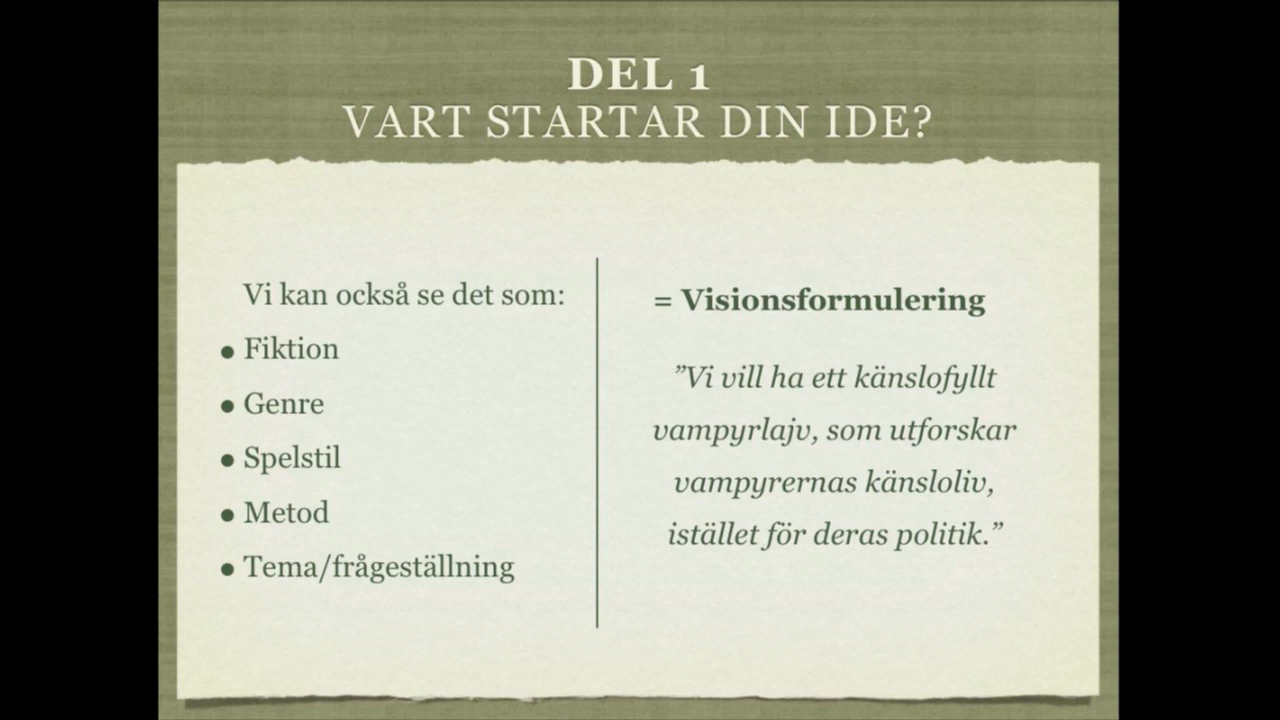 DEL 1
VART STARTAR DIN IDE?
Vi kan också se det som:
● Fiktion
● Genre
● Spelstil
● Metod
● Tema/frågeställning
= Visionsformulering
”Vi vill ha ett känslofyllt
vampyrlajv, som utforskar
vampyrernas känsloliv,
istället för deras politik.”